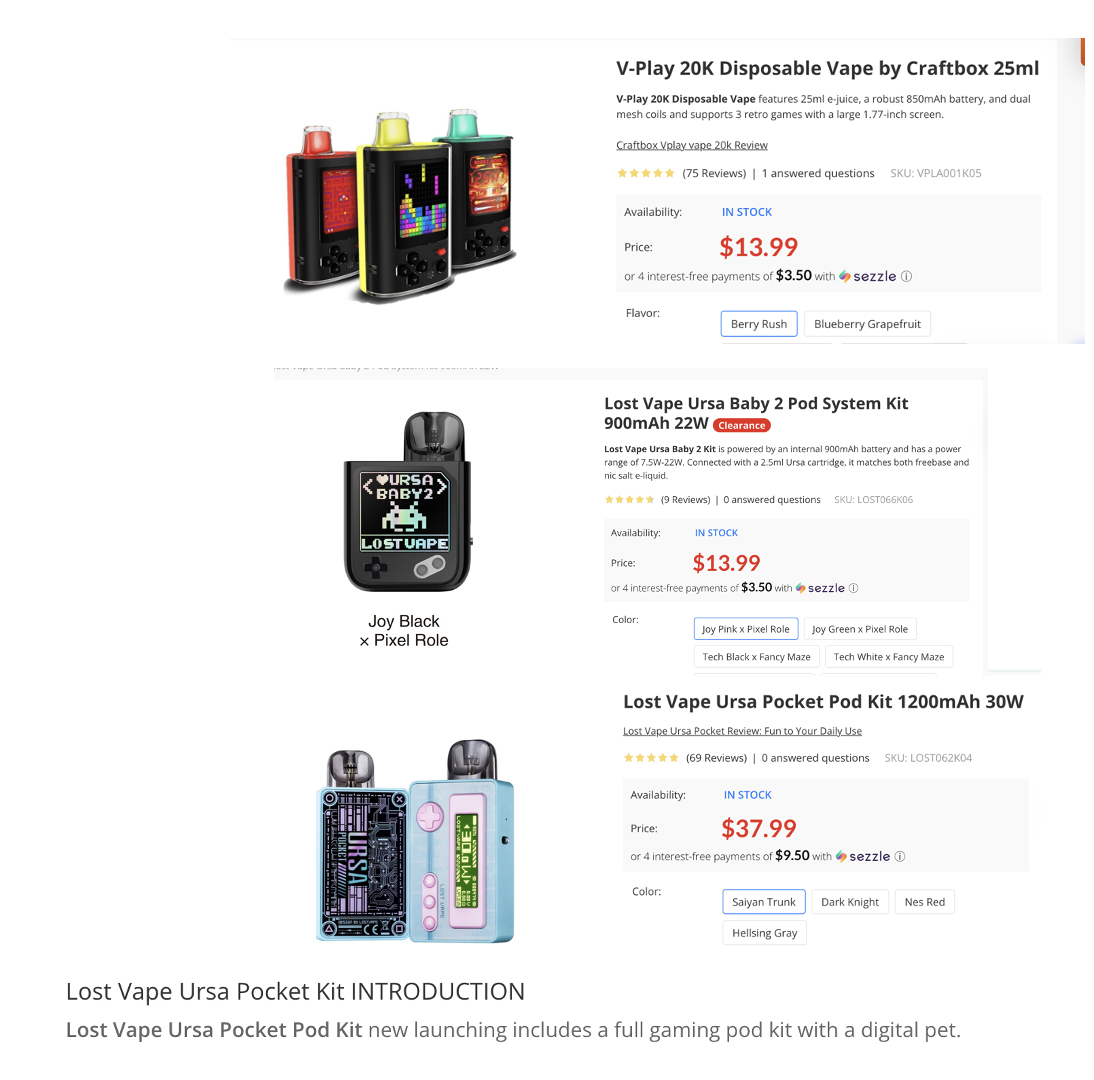 V-Play 20K Disposable Vape by Craftbox 25ml
V-Play 20K Disposable Vape features 25ml e-juice, a robust 850mAh battery, and dual
mesh coils and supports 3 retro games with a large 1.77-inch screen.
Craftbox Vplay vape 20k Review
(75 Reviews) | 1 answered questions SKU: VPLA001K05
Availability: IN STOCK
Price: $13.99
or 4 interest-free payments of $3.50 with sezzle
Flavor: Berry Rush Blueberry Grapefruit
Lost Vape Ursa Baby 2 Pod System Kit
900mAh 22W Clearance
Lost Vape Ursa Baby 2 Kit is powered by an internal 900mAh battery and has a power
range of 7.5W-22W. Connected with a 2.5ml Ursa cartridge, it matches both freebase and
nic salt e-liquid.
(9 Reviews) | 0 answered questions SKU: LOST066K06
Availability: IN STOCK
Price: $13.99
or 4 interest-free payments of $3.50 with sezzle
Color: Joy Pink x Pixel Role Joy Green x Pixel Role
Tech Black x Fancy Maze Tech White x Fancy Maze
URSA
BABY2
LOSTVAPE
Joy Black
× Pixel Role
Lost Vape Ursa Pocket Pod Kit 1200mAh 30W
Lost Vape Ursa Pocket Review: Fun to Your Daily Use
(69 Reviews) | 0 answered questions SKU: LOST062K04
Availability: IN STOCK
Price: $37.99
or 4 interest-free payments of $9.50 with sezzle
Color: Saiyan Trunk Dark Knight Nes Red
Hellsing Gray
URSA
POCKET
LOST VAPE
Lost Vape Ursa Pocket Kit INTRODUCTION
Lost Vape Ursa Pocket Pod Kit new launching includes a full gaming pod kit with a digital pet.